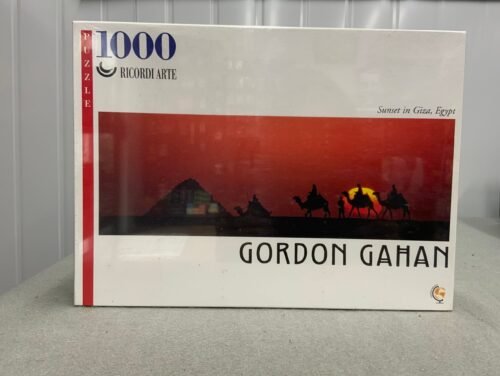 PUZZLE
1000
RICORDI ARTE
Sunset in Giza, Egypt
GORDON GAHAN